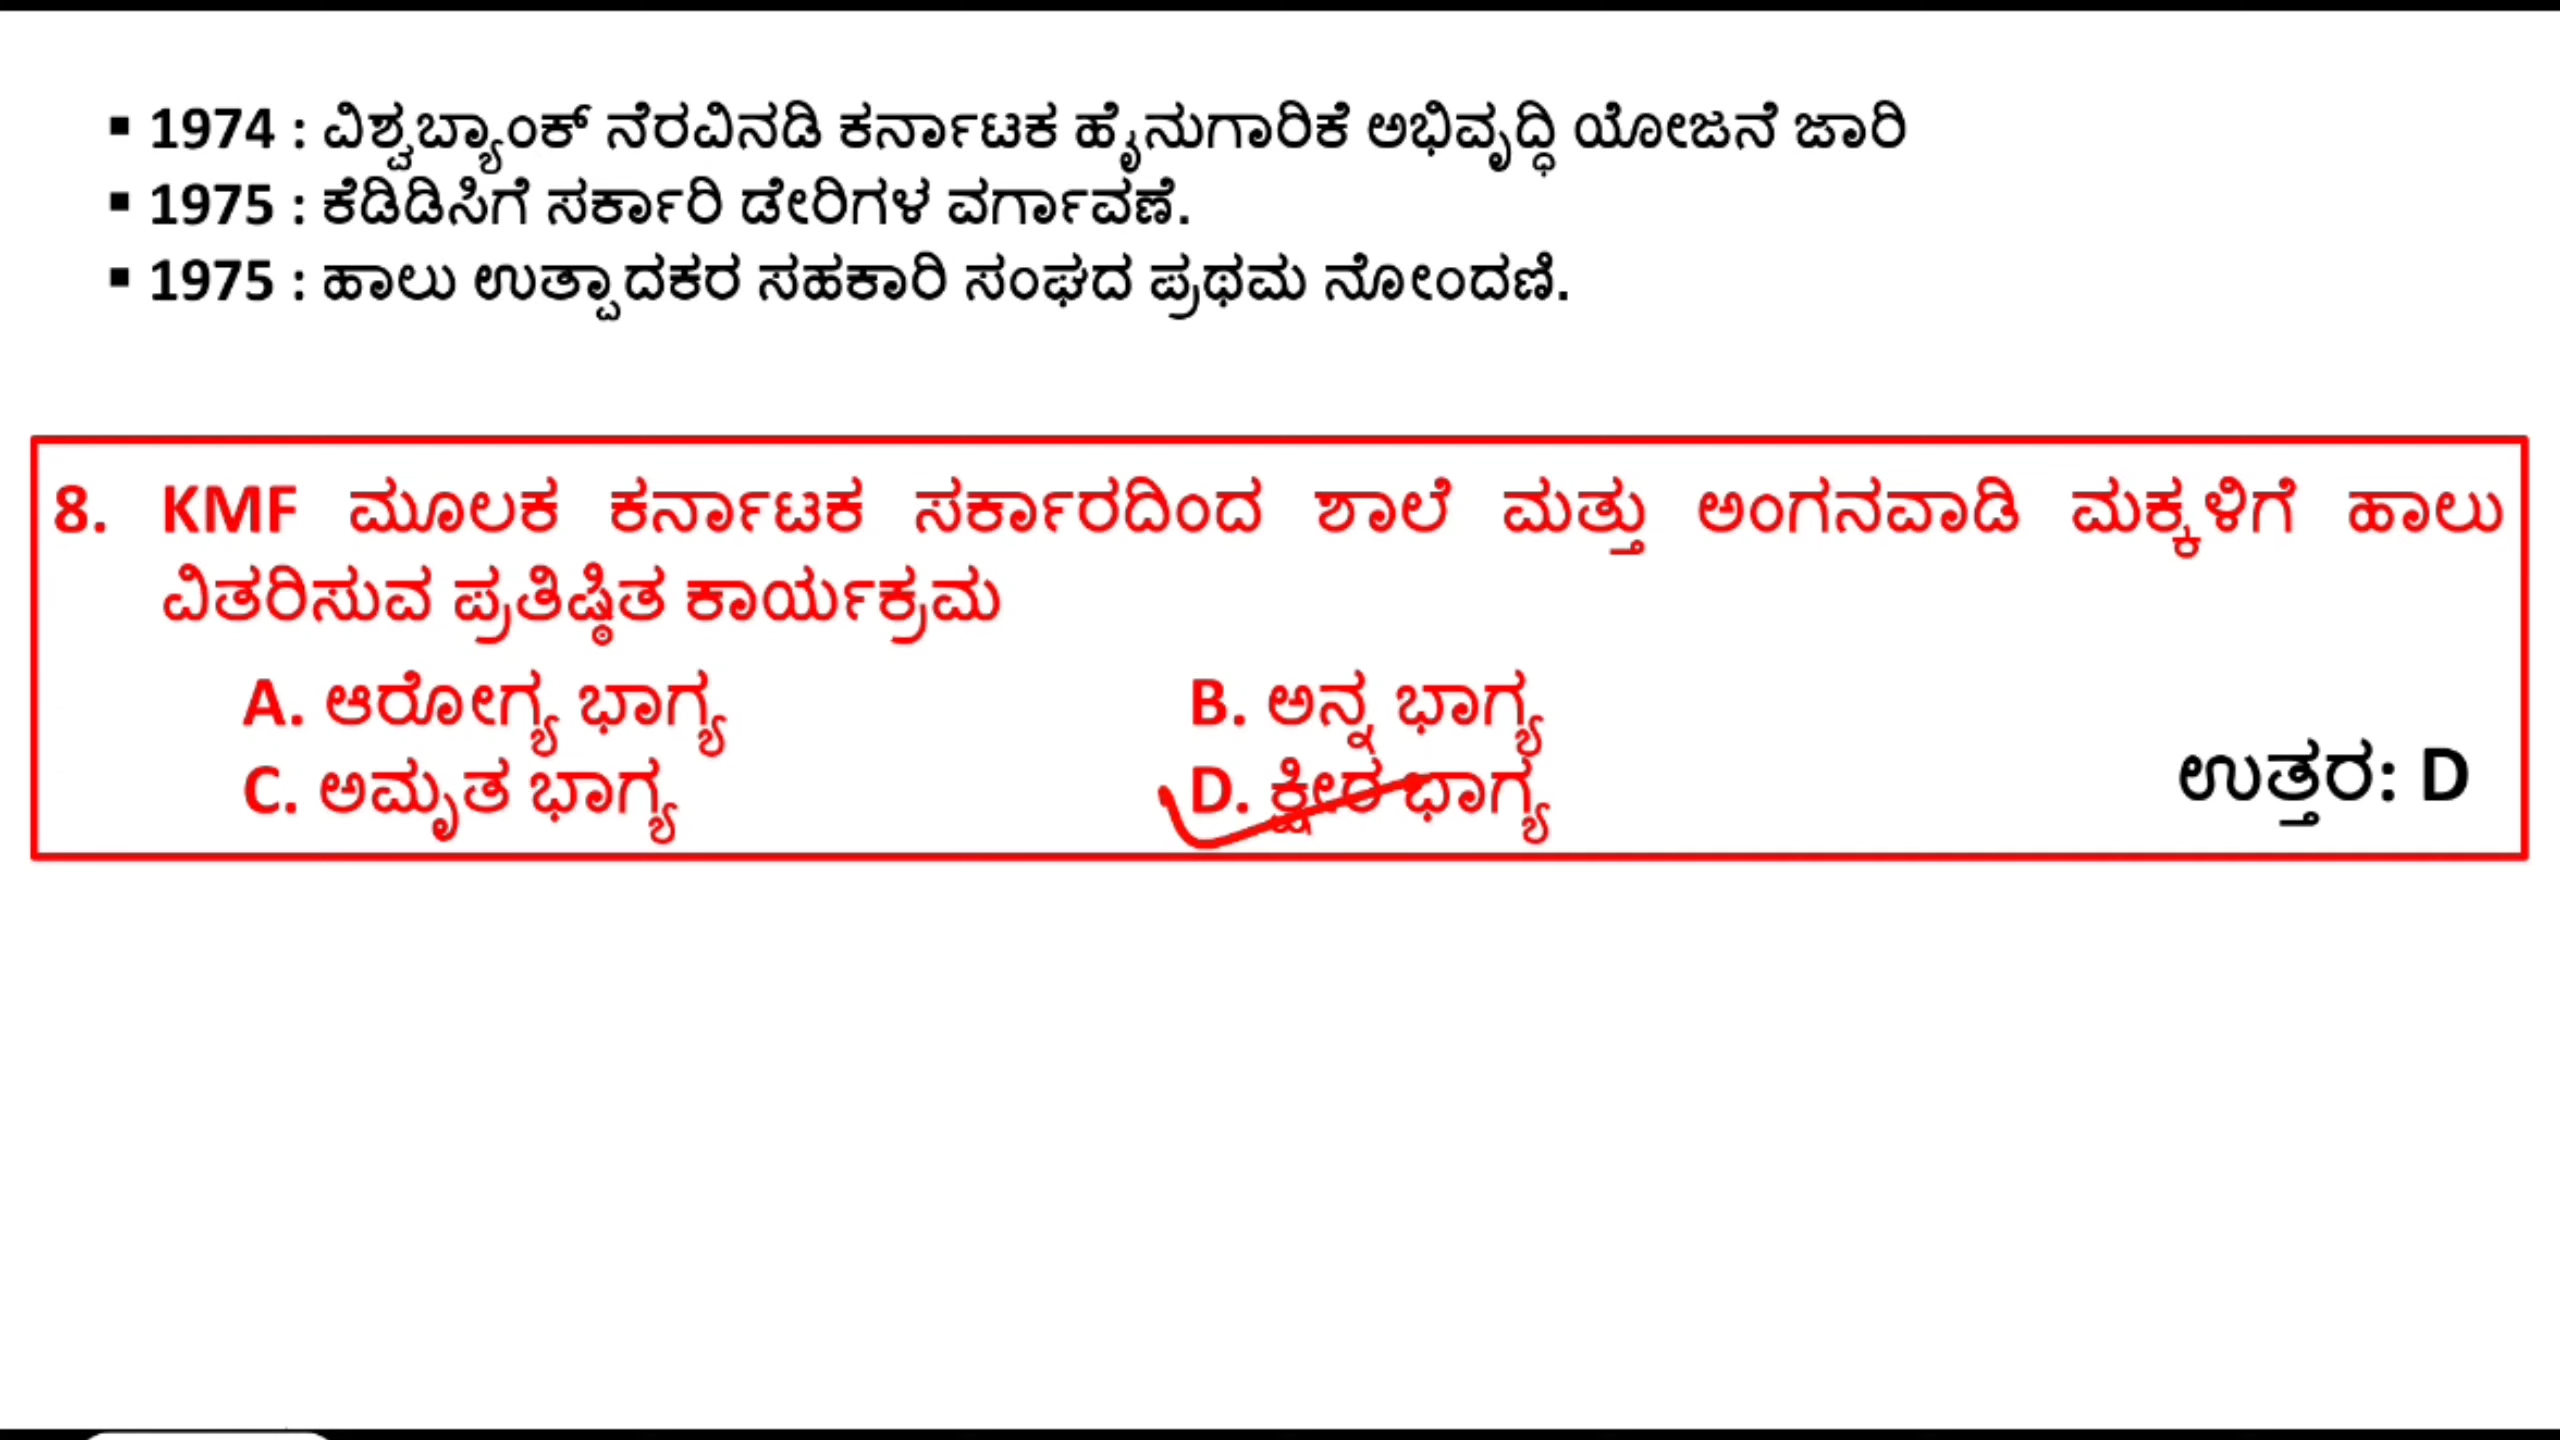 ▪ 1974 : ವಿಶ್ವಬ್ಯಾಂಕ್ ನೆರವಿನಡಿ ಕರ್ನಾಟಕ ಹೈನುಗಾರಿಕೆ ಅಭಿವೃದ್ಧಿ ಯೋಜನೆ ಜಾರಿ
▪ 1975 : ಕೆಡಿಡಿಸಿಗೆ ಸರ್ಕಾರಿ ಡೇರಿಗಳ ವರ್ಗಾವಣೆ.
▪ 1975 : ಹಾಲು ಉತ್ಪಾದಕರ ಸಹಕಾರಿ ಸಂಘದ ಪ್ರಥಮ ನೋಂದಣಿ.
8. KMF ಮೂಲಕ ಕರ್ನಾಟಕ ಸರ್ಕಾರದಿಂದ ಶಾಲೆ ಮತ್ತು ಅಂಗನವಾಡಿ ಮಕ್ಕಳಿಗೆ ಹಾಲು
ವಿತರಿಸುವ ಪ್ರತಿಷ್ಠಿತ ಕಾರ್ಯಕ್ರಮ
A. ಆರೋಗ್ಯ ಭಾಗ್ಯ B. ಅನ್ನ ಭಾಗ್ಯ
C. ಅಮೃತ ಭಾಗ್ಯ D. ಕ್ಷೀರ ಭಾಗ್ಯ
ಉತ್ತರ: D